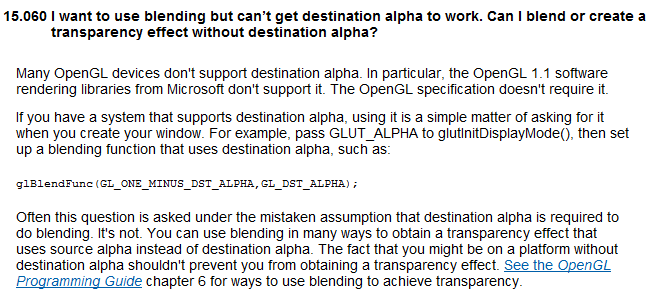 15.060 I want to use blending but can't get destination alpha to work. Can I blend or create a
transparency effect without destination alpha?
Many OpenGL devices don't support destination alpha. In particular, the OpenGL 1.1 software
rendering libraries from Microsoft don't support it. The OpenGL specification doesn't require it.
If you have a system that supports destination alpha, using it is a simple matter of asking for it
when you create your window. For example, pass GLUT_ALPHA to glutInitDisplayMode(), then set
up a blending function that uses destination alpha, such as:
glBlendFunc(GL_ONE_MINUS_DST_ALPHA,GL_DST_ALPHA);
Often this question is asked under the mistaken assumption that destination alpha is required to
do blending. It's not. You can use blending in many ways to obtain a transparency effect that
uses source alpha instead of destination alpha. The fact that you might be on a platform without
destination alpha shouldn't prevent you from obtaining a transparency effect. See the OpenGL
Programming Guide chapter 6 for ways to use blending to achieve transparency.